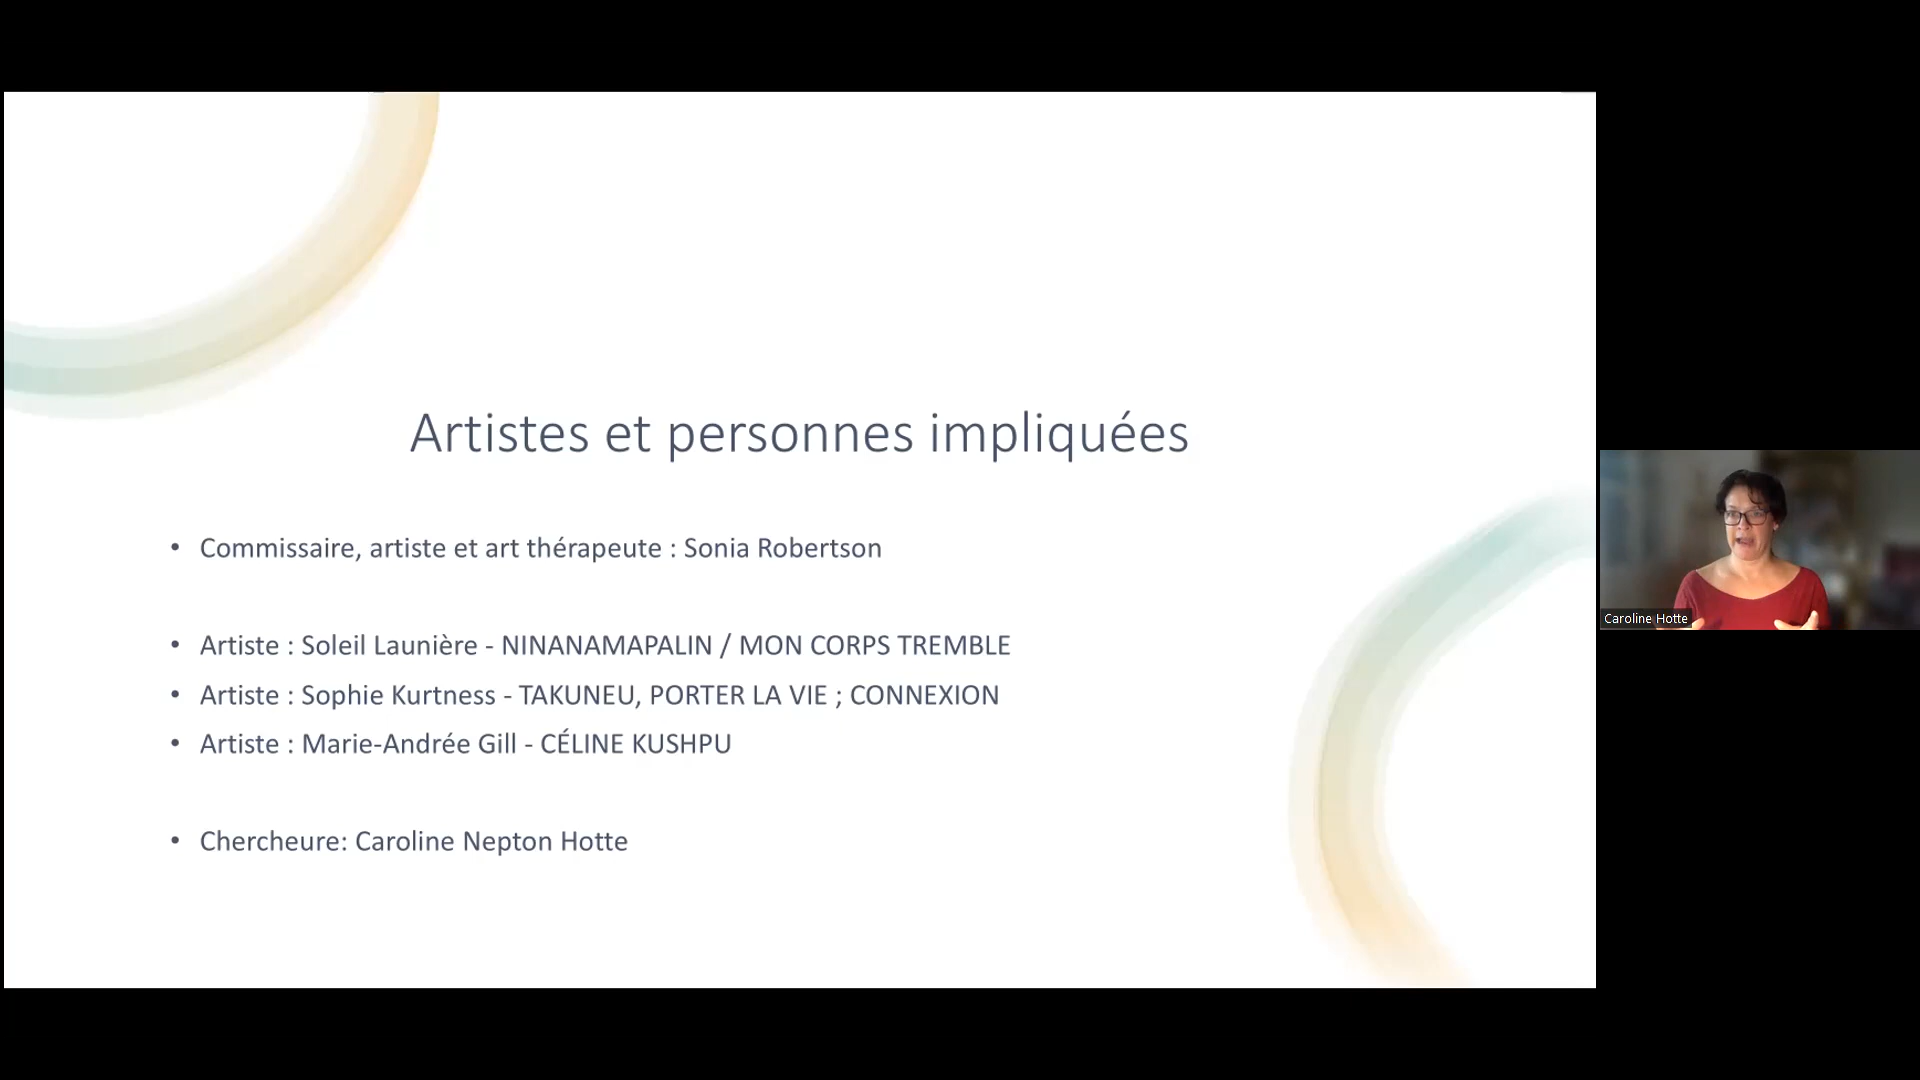 Artistes et personnes impliquées
• Commissaire, artiste et art thérapeute : Sonia Robertson
• Artiste : Soleil Launière - NINANAMAPALIN / MON CORPS TREMBLE
• Artiste : Sophie Kurtness - TAKUNEU, PORTER LA VIE ; CONNEXION
• Artiste : Marie-Andrée Gill - CÉLINE KUSHPU
• Chercheure: Caroline Nepton Hotte
Caroline Hotte